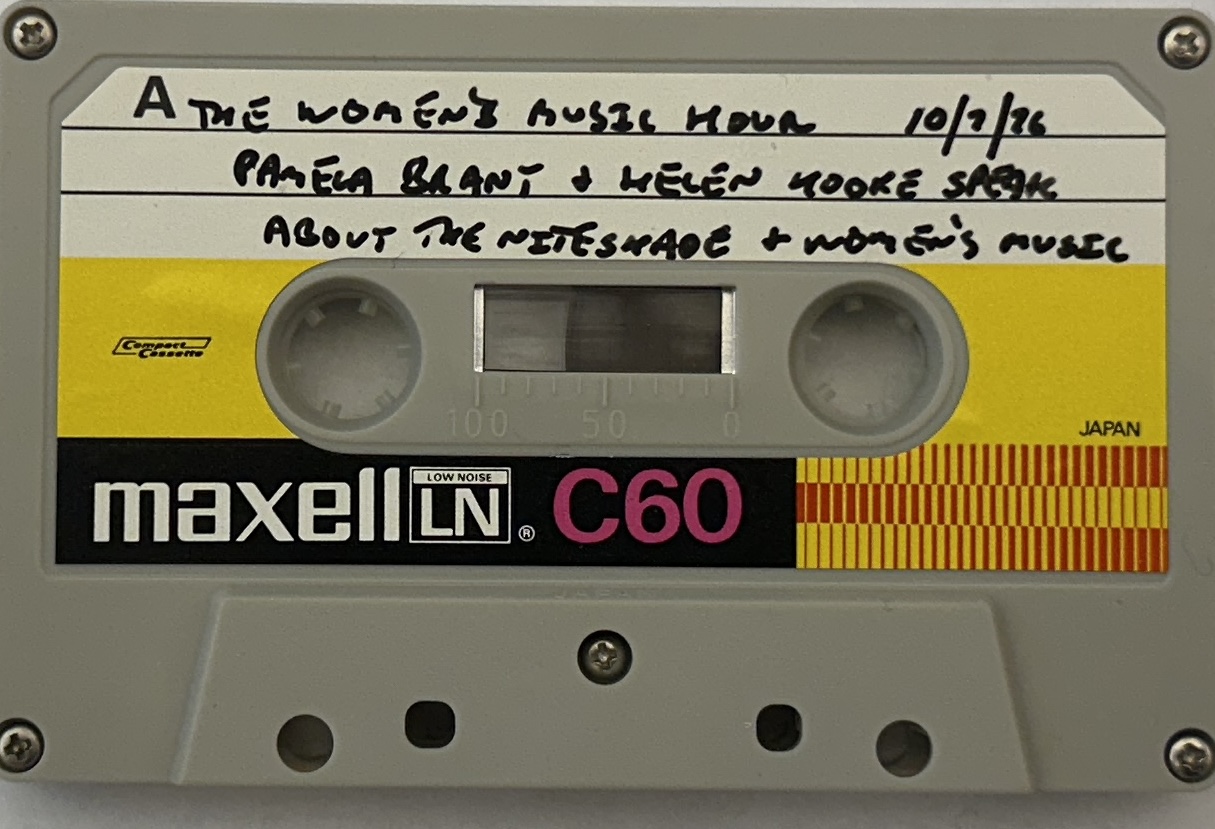 A THE WOMEN'S MUSIC HOUR 10/7/76
PAMELA BRANT + HELEN HOOKE SPEAK
ABOUT THE NITESHADE + WOMEN'S MUSIC
Compact
Cassette
100 50 0
JAPAN
LOW NOISE
maxell LN ® C60
JAPAN